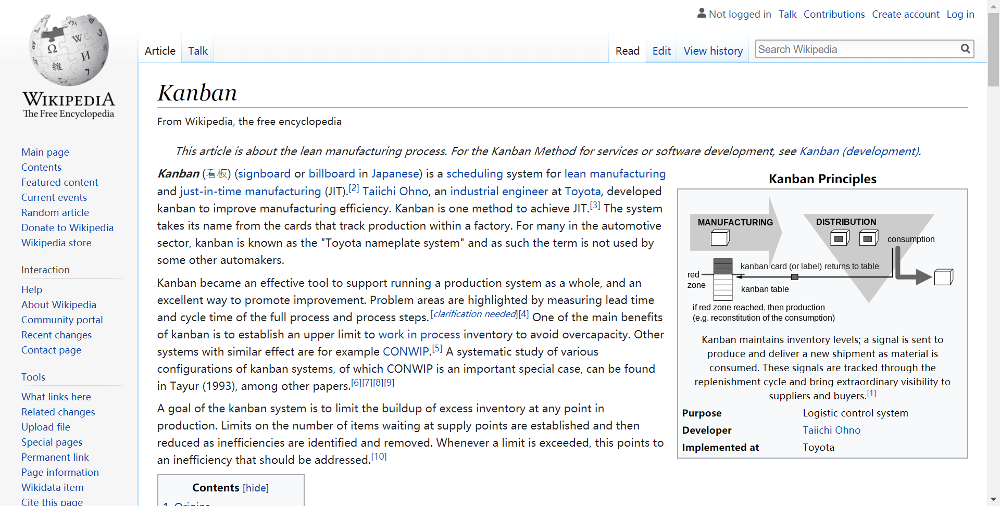 Not logged in Talk Contributions Create account Log in
Article Talk Read Edit View history Search Wikipedia
WIKIPEDIA
The Free Encyclopedia
Main page
Contents
Featured content
Current events
Random article
Donate to Wikipedia
Wikipedia store
Interaction
Help
About Wikipedia
Community portal
Recent changes
Contact page
Tools
What links here
Related changes
Upload file
Special pages
Permanent link
Page information
Wikidata item
Cite this page
Kanban
From Wikipedia, the free encyclopedia
This article is about the lean manufacturing process. For the Kanban Method for services or software development, see Kanban (development).
Kanban (看板) (signboard or billboard in Japanese) is a scheduling system for lean manufacturing
and just-in-time manufacturing (JIT).[2] Taiichi Ohno, an industrial engineer at Toyota, developed
kanban to improve manufacturing efficiency. Kanban is one method to achieve JIT.[3] The system
takes its name from the cards that track production within a factory. For many in the automotive
sector, kanban is known as the "Toyota nameplate system" and as such the term is not used by
some other automakers.
Kanban became an effective tool to support running a production system as a whole, and an
excellent way to promote improvement. Problem areas are highlighted by measuring lead time
and cycle time of the full process and process steps.[clarification needed][4] One of the main benefits
of kanban is to establish an upper limit to work in process inventory to avoid overcapacity. Other
systems with similar effect are for example CONWIP.[5] A systematic study of various
configurations of kanban systems, of which CONWIP is an important special case, can be found
in Tayur (1993), among other papers.[6][7][8][9]
A goal of the kanban system is to limit the buildup of excess inventory at any point in
production. Limits on the number of items waiting at supply points are established and then
reduced as inefficiencies are identified and removed. Whenever a limit is exceeded, this points to
an inefficiency that should be addressed.[10]
Contents [hide]
1 Origins
Kanban Principles
MANUFACTURING
DISTRIBUTION
consumption
kanban card (or label) returns to table
red
zone
kanban table
if red zone reached, then production
(e.g. reconstitution of the consumption)
Kanban maintains inventory levels; a signal is sent to
produce and deliver a new shipment as material is
consumed. These signals are tracked through the
replenishment cycle and bring extraordinary visibility to
suppliers and buyers.[1]
Purpose Logistic control system
Developer Taiichi Ohno
Implemented at Toyota